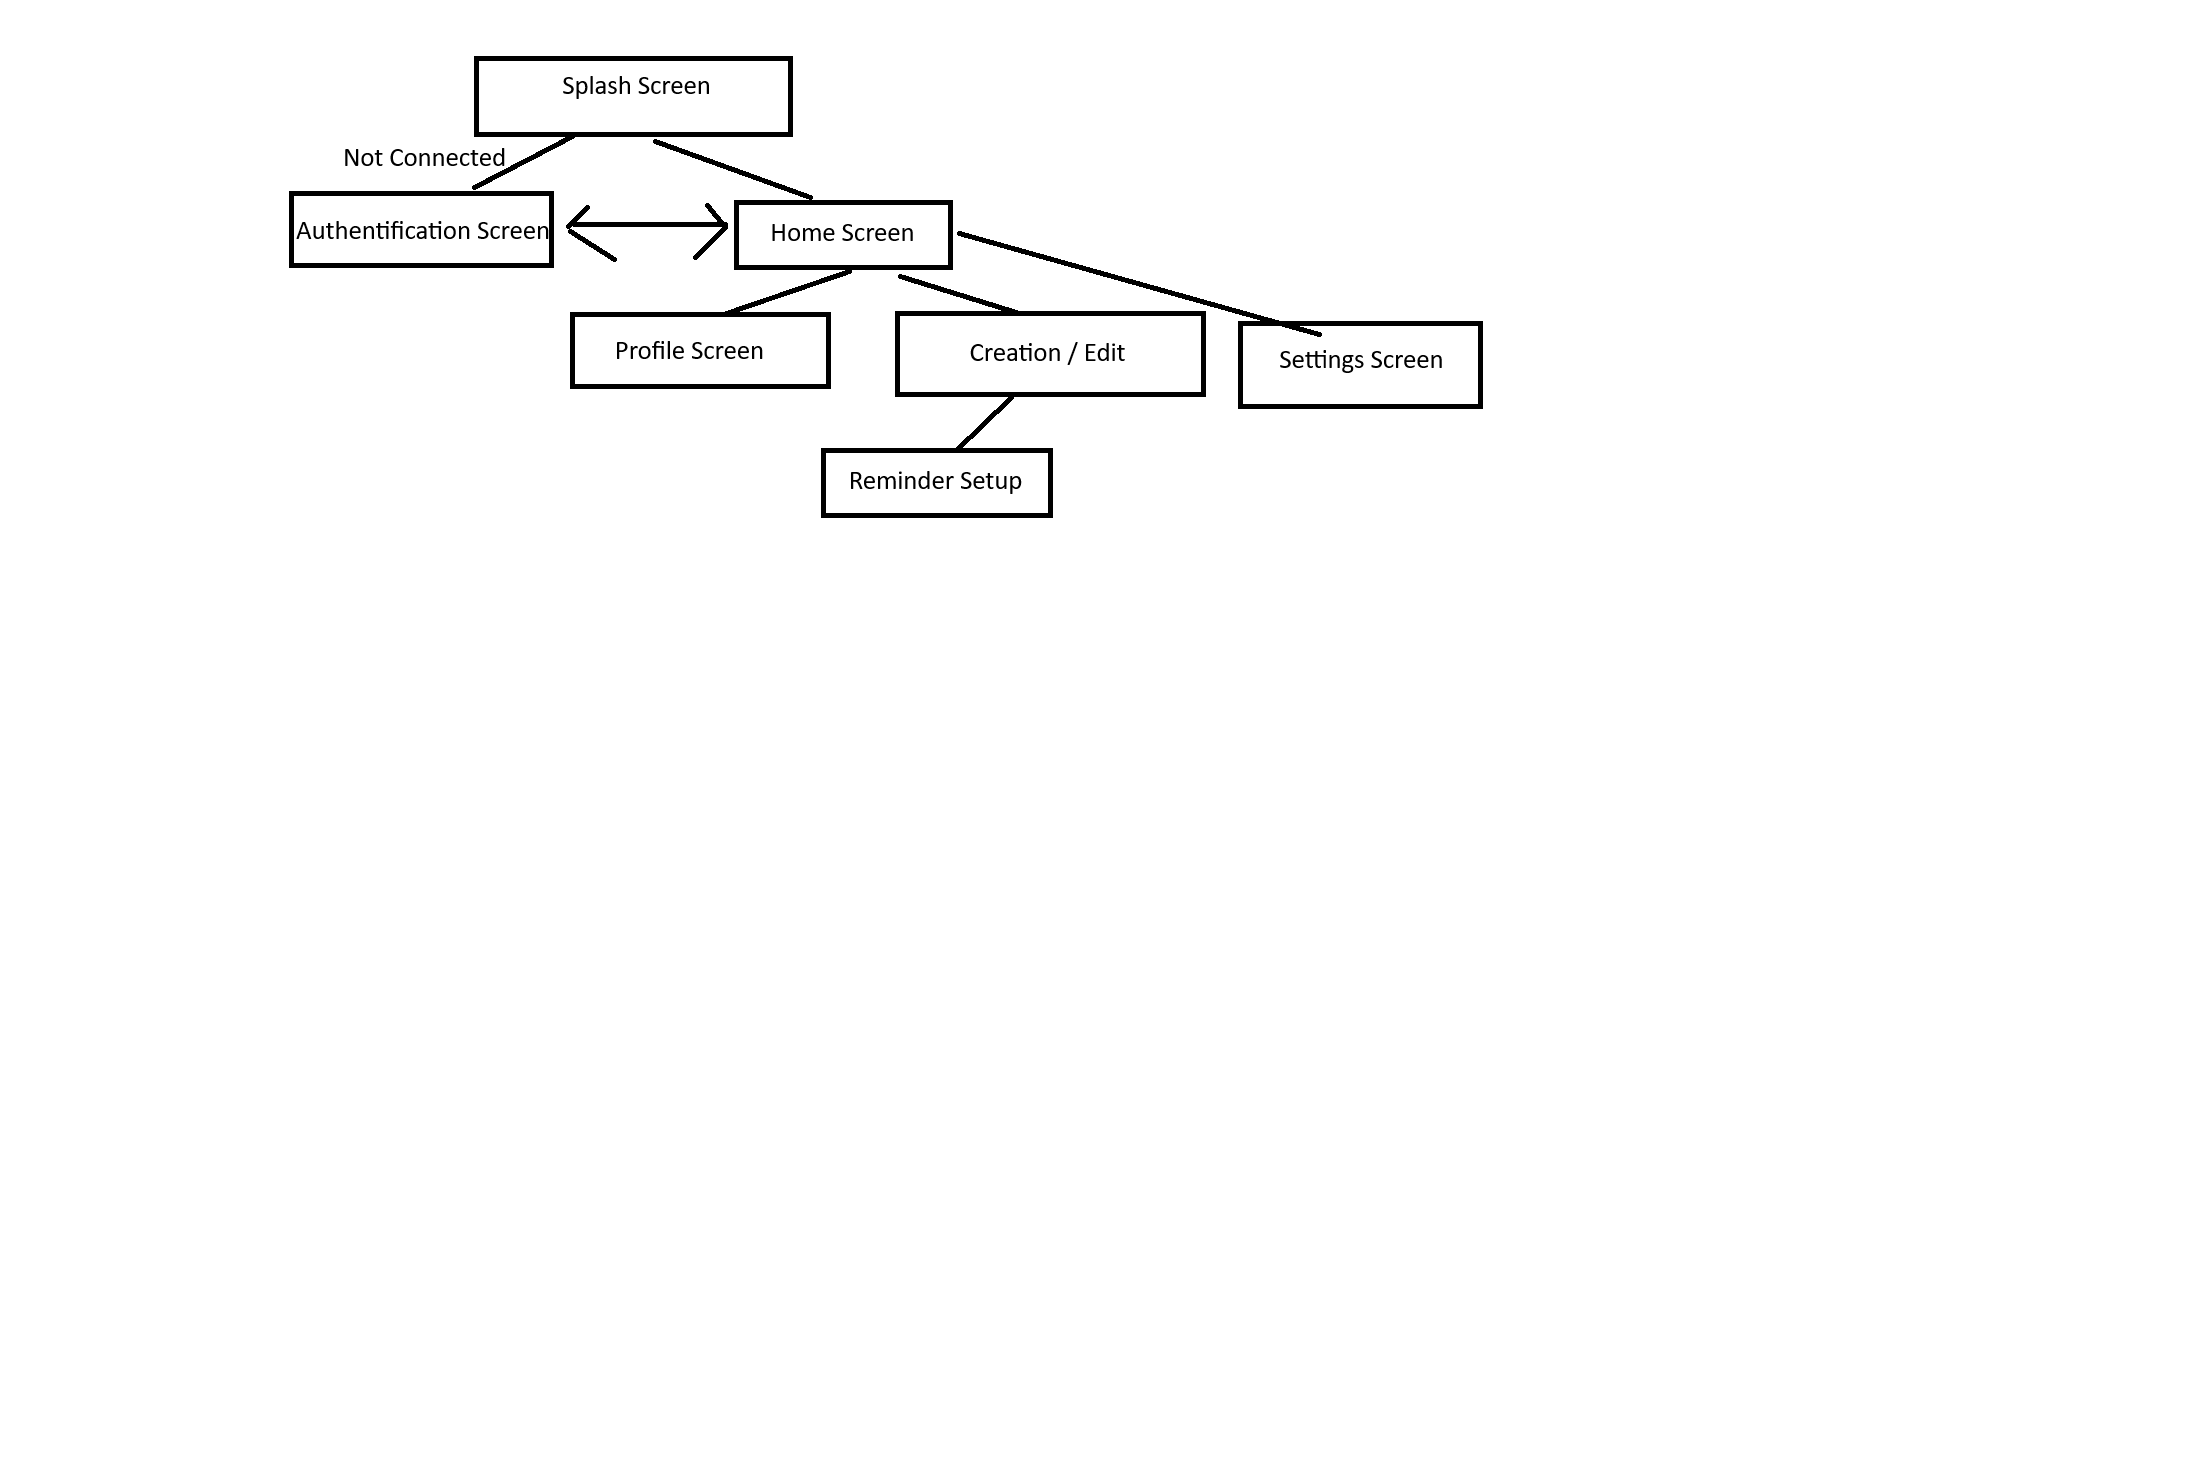 Splash Screen
Not Connected
Authentification Screen
Home Screen
Profile Screen
Creation / Edit
Settings Screen
Reminder Setup